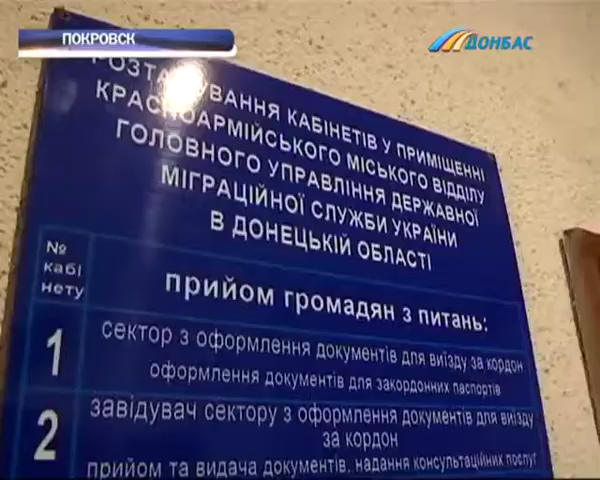 ПОКРОВСК
ДОНБАС
РОЗТАШУВАННЯ КАБІНЕТІВ У ПРИМІЩЕННІ
КРАСНОАРМІЙСЬКОГО МІСЬКОГО ВІДДІЛУ
ГОЛОВНОГО УПРАВЛІННЯ ДЕРЖАВНОЇ
МІГРАЦІЙНОЇ СЛУЖБИ УКРАЇНИ
В ДОНЕЦЬКІЙ ОБЛАСТІ
№
кабі
нету
прийом громадян з питань:
1
сектор з оформлення документів для виїзду за кордон
оформлення документів для закордонних паспортів
2
завідувач сектору з оформлення документів для виїзду
за кордон
прийом та видача документів, надання консультаційних послуг